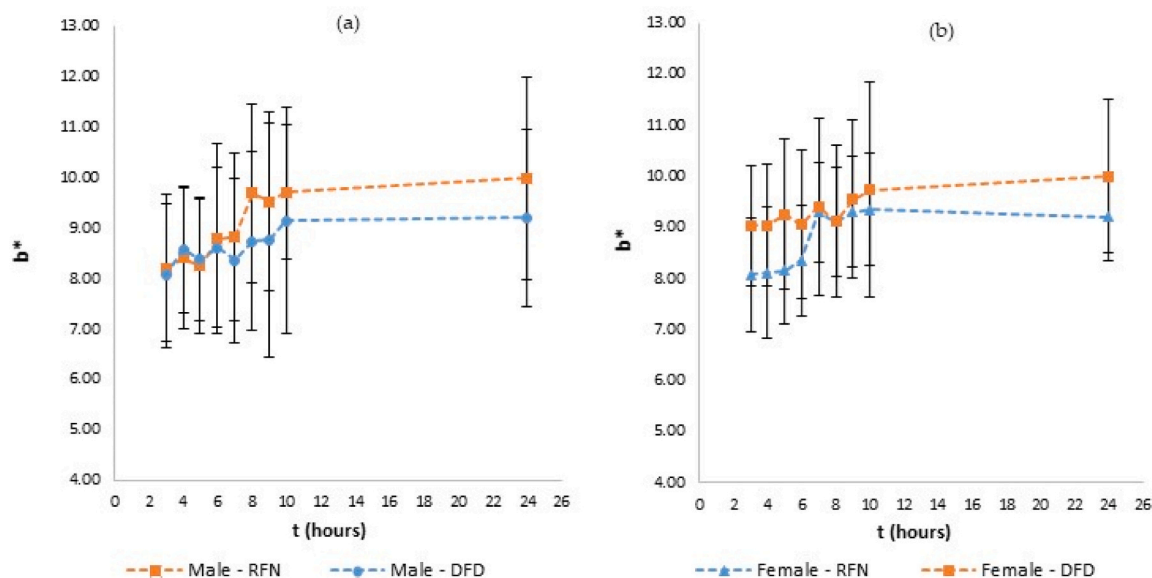 (a)
13.00
12.00
11.00
10.00
9.00
8.00
7.00
6.00
5.00
4.00
b*
0 2 4 6 8 10 12 14 16 18 20 22 24 26
t (hours)
Male - RFN Male - DFD
(b)
13.00
12.00
11.00
10.00
9.00
8.00
7.00
6.00
5.00
4.00
b*
0 2 4 6 8 10 12 14 16 18 20 22 24 26
t (hours)
Female - RFN Female - DFD